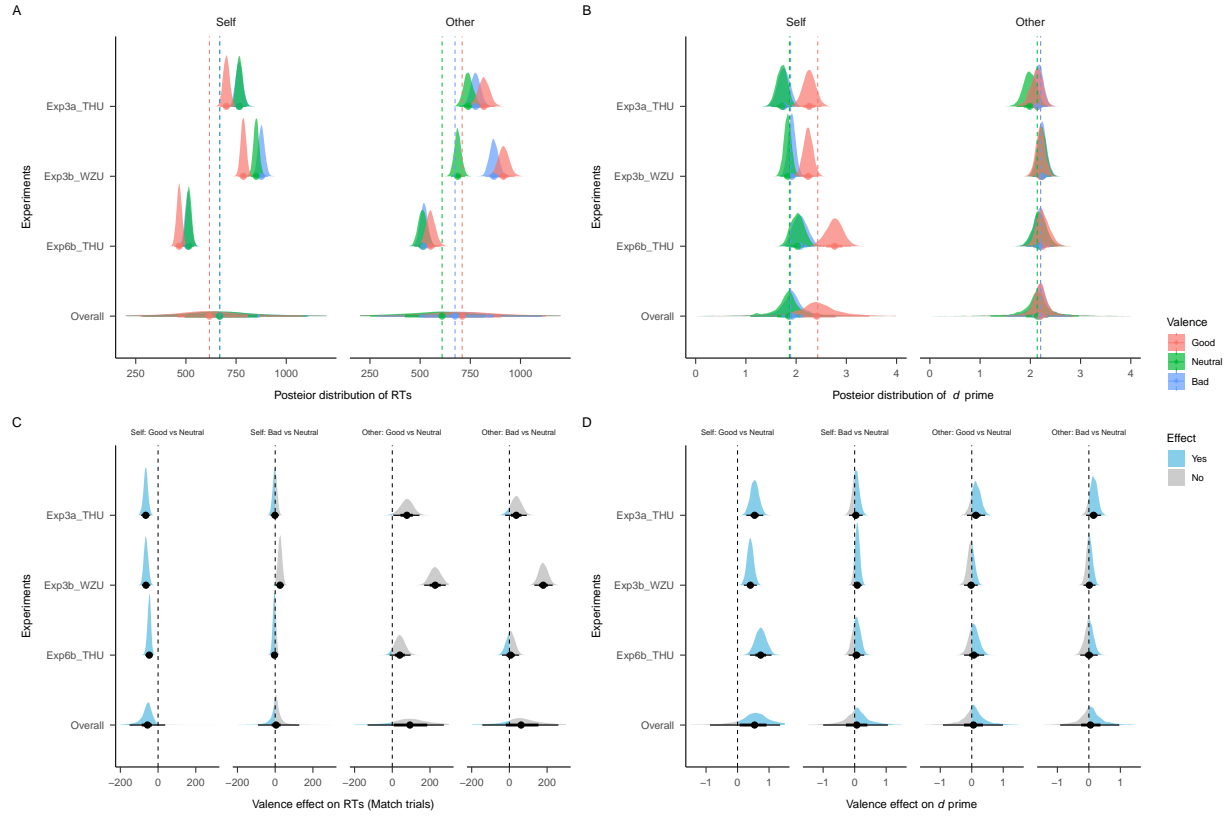 A
Self
Other
Experiments
Exp3a_THU
Exp3b_WZU
Exp6b_THU
Overall
250 500 750 1000
250 500 750 1000
Posteior distribution of RTs
B
Self
Other
Experiments
Exp3a_THU
Exp3b_WZU
Exp6b_THU
Overall
0 1 2 3 4
0 1 2 3 4
Posterior distribution of d prime
Valence
Good
Neutral
Bad
C
Self: Good vs Neutral
Self: Bad vs Neutral
Other: Good vs Neutral
Other: Bad vs Neutral
Experiments
Exp3a_THU
Exp3b_WZU
Exp6b_THU
Overall
−200 0 200
−200 0 200
−200 0 200
−200 0 200
Valence effect on RTs (Match trials)
D
Self: Good vs Neutral
Self: Bad vs Neutral
Other: Good vs Neutral
Other: Bad vs Neutral
Experiments
Exp3a_THU
Exp3b_WZU
Exp6b_THU
Overall
−1 0 1
−1 0 1
−1 0 1
−1 0 1
Valence effect on d prime
Effect
Yes
No